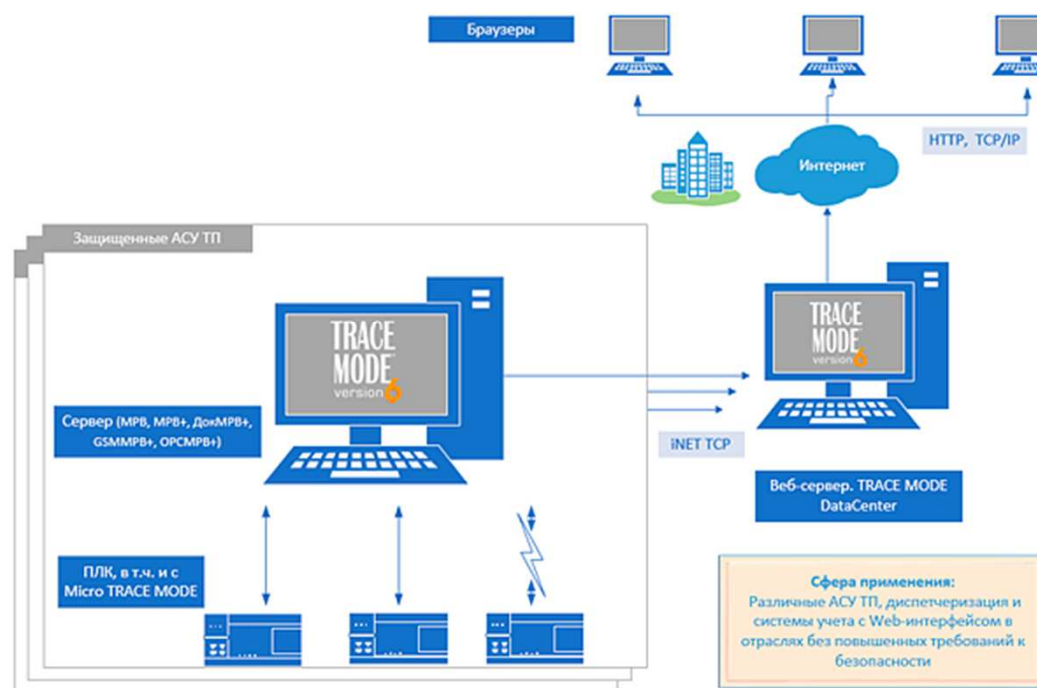 Браузеры
HTTP, TCP/IP
Интернет
Защищенные АСУ ТП
TRACE
MODE
version 6
TRACE
MODE
version 6
Сервер (МРВ, МРВ+, ДокМРВ+,
GSMМРВ+, ОРСМРВ+)
iNET TCP
Веб-сервер. TRACE MODE
DataCenter
ПЛК, в т.ч. и с
Micro TRACE MODE
Сфера применения:
Различные АСУ ТП, диспетчеризация и
системы учета с Web-интерфейсом в
отраслях без повышенных требований к
безопасности